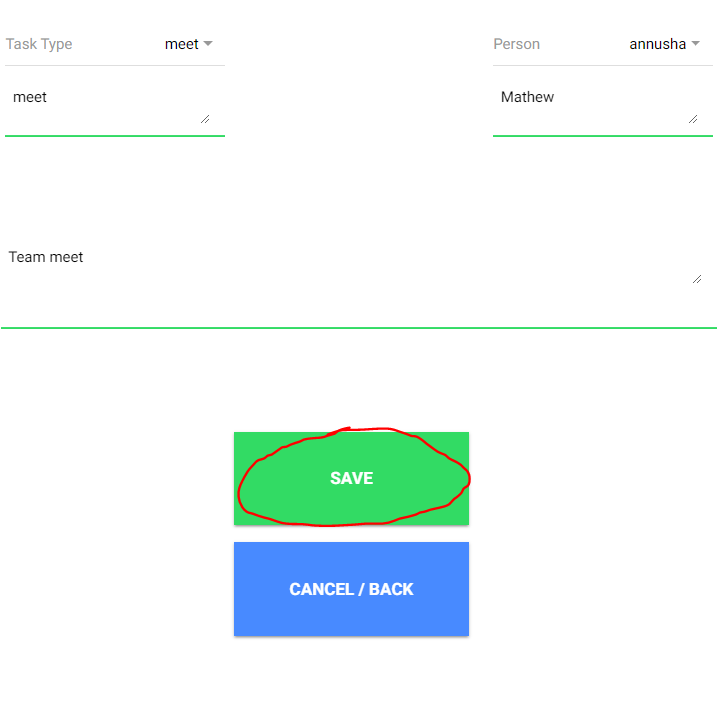 Task Type meet Person annusha
meet Mathew
Team meet
SAVE
CANCEL / BACK